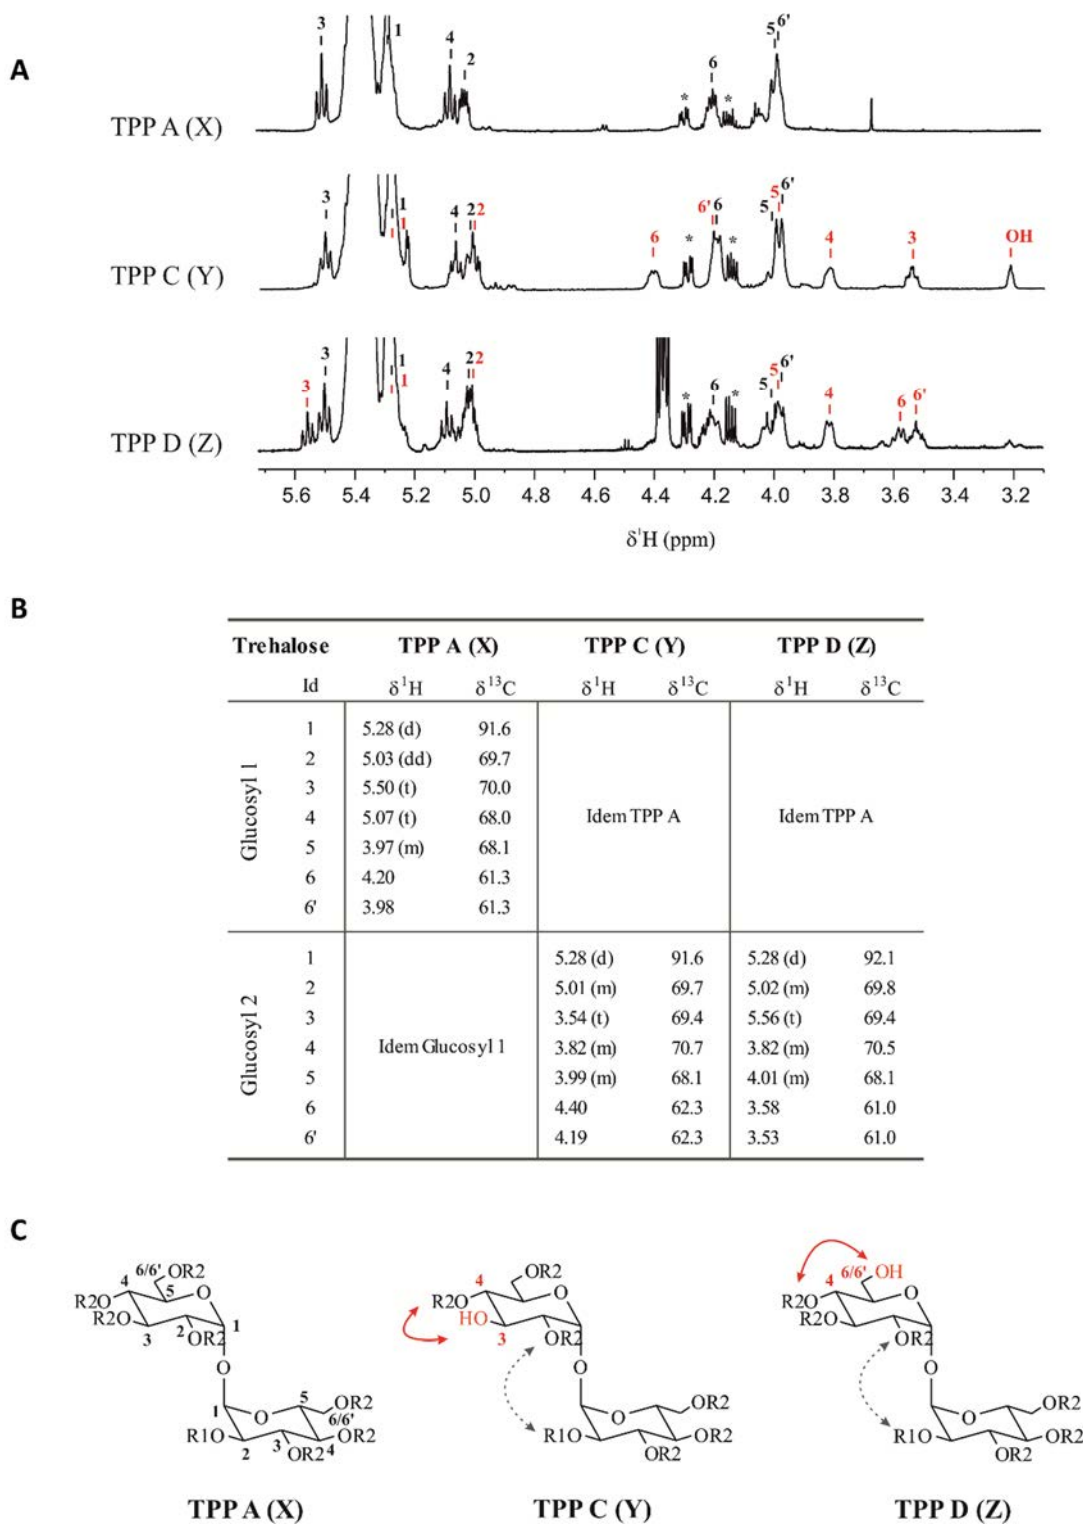 A
3 1 4 2 6 5 6'
* *
TPP A (X)
3 1 1 4 2 2 6 6' 6 5 5 6' 4 3 OH
* *
TPP C (Y)
3 3 1 1 4 2 2 6 5 5 6' 4 6 6'
* *
TPP D (Z)
5.6 5.4 5.2 5.0 4.8 4.6 4.4 4.2 4.0 3.8 3.6 3.4 3.2
δ¹H (ppm)
B
Trehalose TPP A (X) TPP C (Y) TPP D (Z)
Id δ¹H δ¹³C δ¹H δ¹³C δ¹H δ¹³C
Glucosyl 1
1 5.28 (d) 91.6
2 5.03 (dd) 69.7
3 5.50 (t) 70.0
4 5.07 (t) 68.0 Idem TPP A Idem TPP A
5 3.97 (m) 68.1
6 4.20 61.3
6' 3.98 61.3
Glucosyl 2
1 5.28 (d) 91.6 5.28 (d) 92.1
2 5.01 (m) 69.7 5.02 (m) 69.8
3 3.54 (t) 69.4 5.56 (t) 69.4
4 Idem Glucosyl 1 3.82 (m) 70.7 3.82 (m) 70.5
5 3.99 (m) 68.1 4.01 (m) 68.1
6 4.40 62.3 3.58 61.0
6' 4.19 62.3 3.53 61.0
C
6/6' OR2 4 5 R2O R2O 3 2 OR2 1 O
1 O 5 OR2 6/6' R1O 2 3 OR2 4 OR2
TPP A (X)
4 OR2 R2O O HO 3 OR2 O
O OR2 R1O OR2 OR2
TPP C (Y)
6/6' OH 4 R2O O R2O OR2 O
O OR2 R1O OR2 OR2
TPP D (Z)